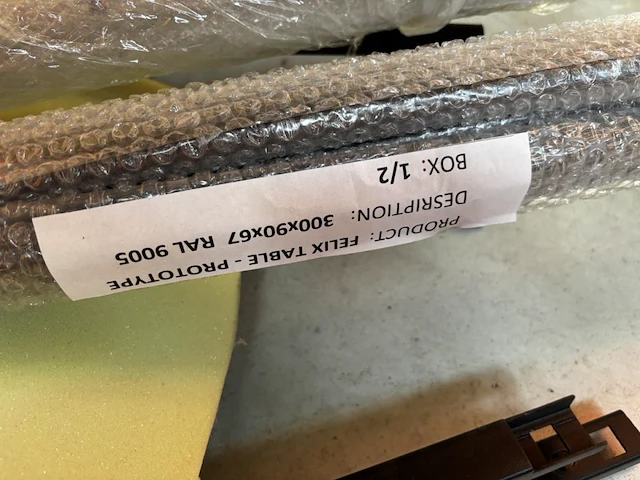 PRODUCT: FELIX TABLE - PROTOTYPE
DESRIPTION: 300x90x67 RAL 9005
BOX: 1/2